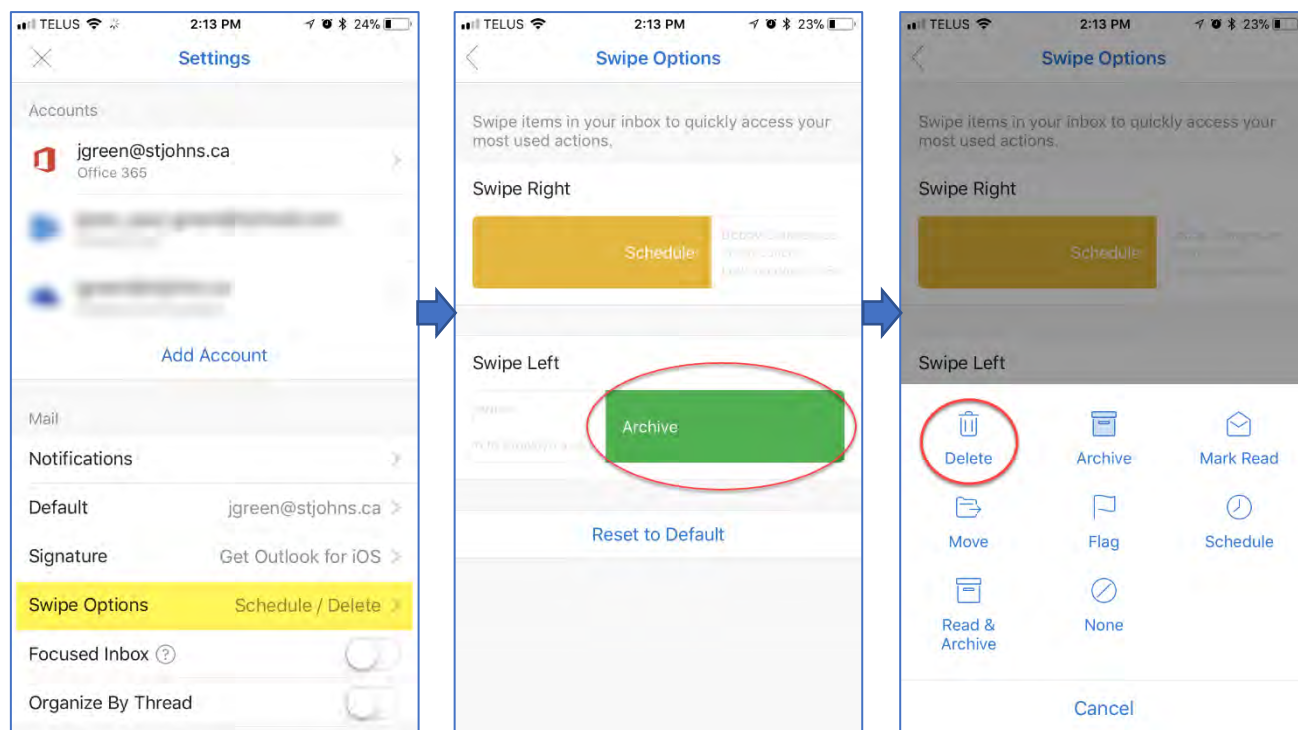 TELUS 2:13 PM 24%
Settings
Accounts
jgreen@stjohns.ca
Office 365
Add Account
Mail
Notifications
Default jgreen@stjohns.ca
Signature Get Outlook for iOS
Swipe Options Schedule / Delete
Focused Inbox ?
Organize By Thread
TELUS 2:13 PM 23%
Swipe Options
Swipe items in your inbox to quickly access your
most used actions.
Swipe Right
Schedule
Swipe Left
Archive
Reset to Default
TELUS 2:13 PM 23%
Swipe Options
Swipe items in your inbox to quickly access your
most used actions.
Swipe Right
Schedule
Swipe Left
Delete Archive Mark Read
Move Flag Schedule
Read & None
Archive
Cancel